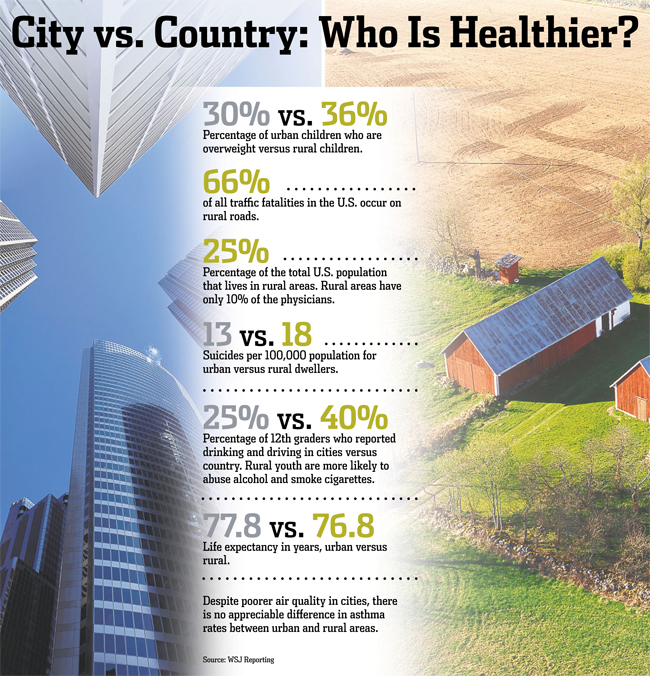 City vs. Country: Who Is Healthier?
30% vs. 36%
Percentage of urban children who are
overweight versus rural children.
66%
of all traffic fatalities in the U.S. occur on
rural roads.
25%
Percentage of the total U.S. population
that lives in rural areas. Rural areas have
only 10% of the physicians.
13 vs. 18
Suicides per 100,000 population for
urban versus rural dwellers.
25% vs. 40%
Percentage of 12th graders who reported
drinking and driving in cities versus
country. Rural youth are more likely to
abuse alcohol and smoke cigarettes.
77.8 vs. 76.8
Life expectancy in years, urban versus
rural.
Despite poorer air quality in cities, there
is no appreciable difference in asthma
rates between urban and rural areas.
Source: WSJ Reporting